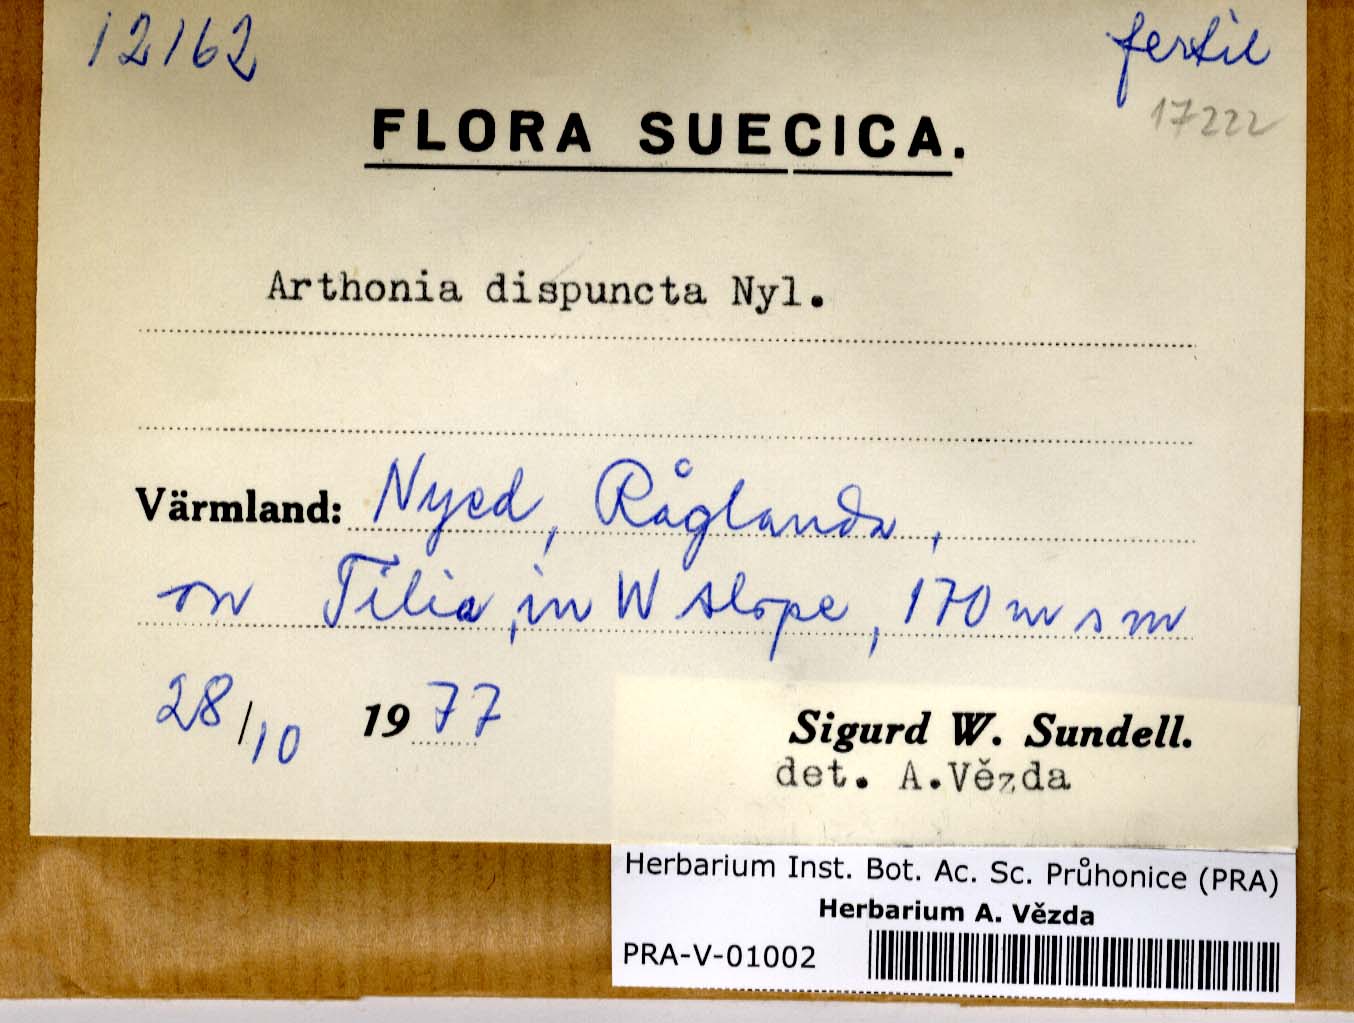 12162
fertil
17222
FLORA SUECICA.
Arthonia dispuncta Nyl.
Värmland: Nyed, Råglanda,
on Tilia, in W slope, 170 m s m
28/10 1977
Sigurd W. Sundell.
det. A.Vězda
Herbarium Inst. Bot. Ac. Sc. Průhonice (PRA)
Herbarium A. Vězda
PRA-V-01002